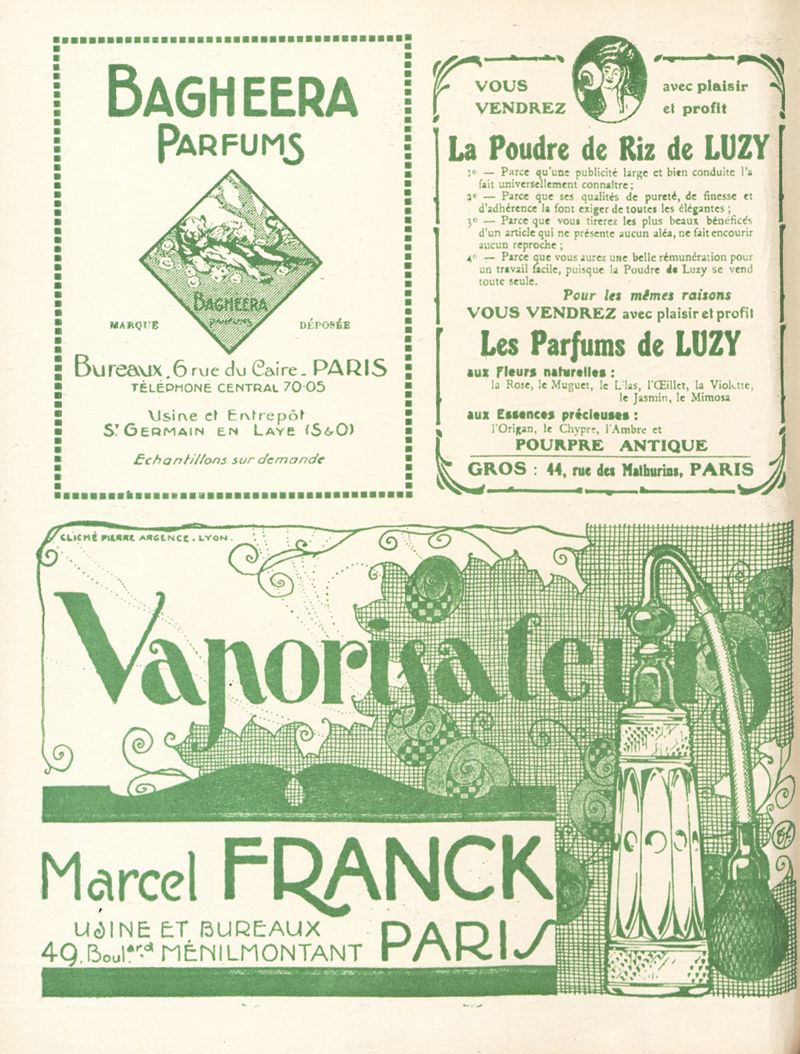 BAGHEERA
PARFUMS
BAGHEERA
PARFUMS
MARQUE DÉPOSÉE
Bureaux, 6 rue du Caire - PARIS
TÉLÉPHONE CENTRAL 70-05
Usine et Entrepôt
ST GERMAIN EN LAYE (S&O)
Echantillons sur demande
VOUS avec plaisir
VENDREZ et profit
La Poudre de Riz de LUZY
1º — Parce qu'une publicité large et bien conduite l'a
fait universellement connaître ;
2º — Parce que ses qualités de pureté, de finesse et
d'adhérence la font exiger de toutes les élégantes ;
3º — Parce que vous tirerez les plus beaux bénéfices
d'un article qui ne présente aucun aléa, ne fait encourir
aucun reproche ;
4º — Parce que vous aurez une belle rémunération pour
un travail facile, puisque la Poudre de Luzy se vend
toute seule.
Pour les mêmes raisons
VOUS VENDREZ avec plaisir et profit
Les Parfums de LUZY
aux Fleurs naturelles :
la Rose, le Muguet, le Lilas, l'Œillet, la Violette,
le Jasmin, le Mimosa
aux Essences précieuses :
l'Origan, le Chypre, l'Ambre et
POURPRE ANTIQUE
GROS : 44, rue des Mathurins, PARIS
CLICHÉ PIERRE ARGENCE . LYON .
Vaporisateurs
Marcel FRANCK
USINE ET BUREAUX
49, Boul.ard MÉNILMONTANT PARIS